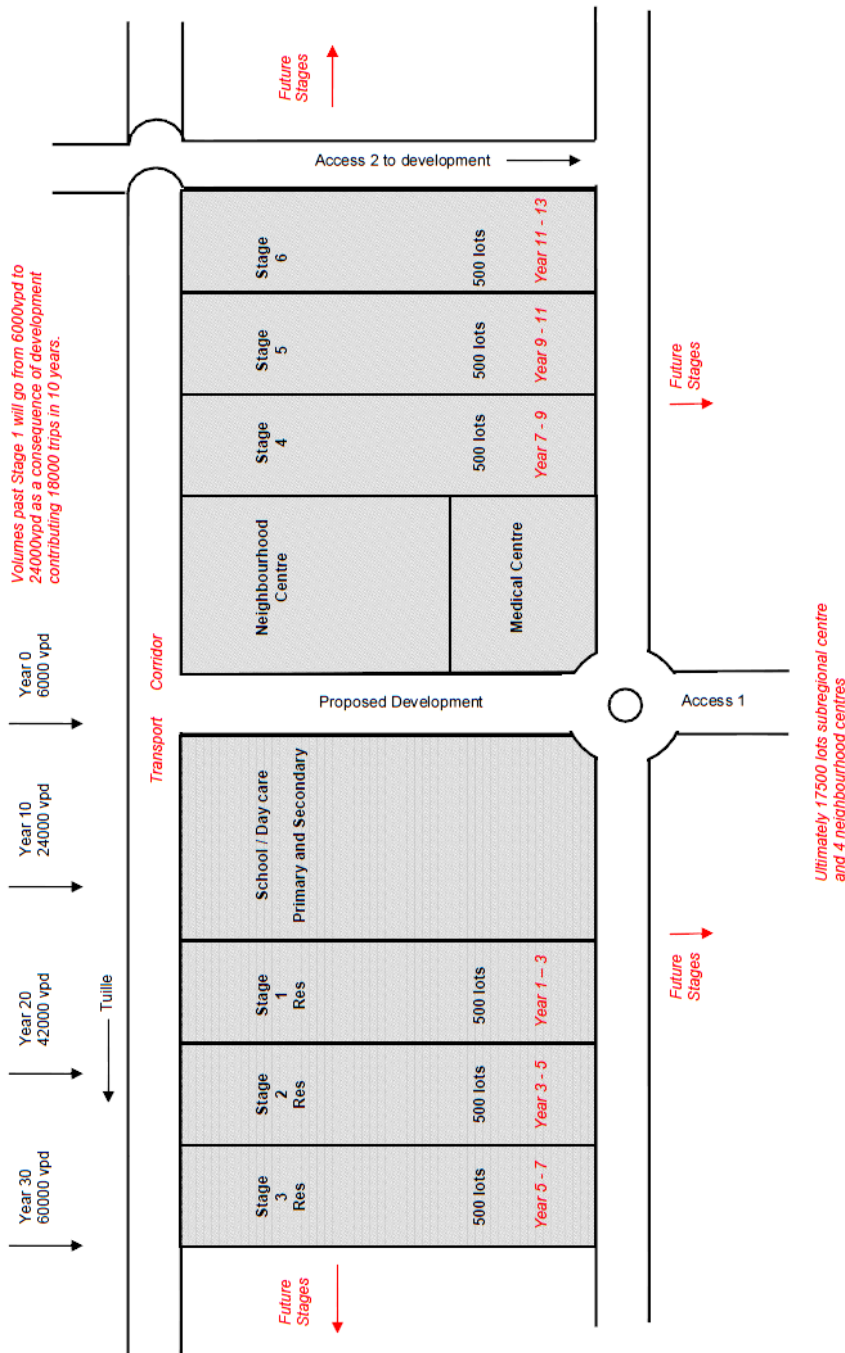 Volumes past Stage 1 will go from 6000vpd to
24000vpd as a consequence of development
contributing 18000 trips in 10 years.
Year 30
60000 vpd
Year 20
42000 vpd
Year 10
24000 vpd
Year 0
6000 vpd
Tuille
Transport Corridor
Future
Stages
Stage
3
Res
500 lots
Year 5 - 7
Stage
2
Res
500 lots
Year 3 - 5
Stage
1
Res
500 lots
Year 1 – 3
School / Day care
Primary and Secondary
Proposed Development
Neighbourhood
Centre
Medical Centre
Stage
4
500 lots
Year 7 - 9
Stage
5
500 lots
Year 9 - 11
Stage
6
500 lots
Year 11 - 13
Access 2 to development
Future
Stages
Future
Stages
Access 1
Future
Stages
Ultimately 17500 lots subregional centre
and 4 neighbourhood centres